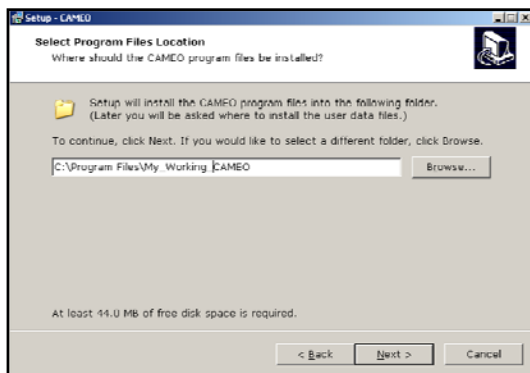 Setup - CAMEO
Select Program Files Location
Where should the CAMEO program files be installed?
Setup will install the CAMEO program files into the following folder.
(Later you will be asked where to install the user data files.)
To continue, click Next. If you would like to select a different folder, click Browse.
C:\Program Files\My_Working_CAMEO
Browse...
At least 44.0 MB of free disk space is required.
< Back
Next >
Cancel